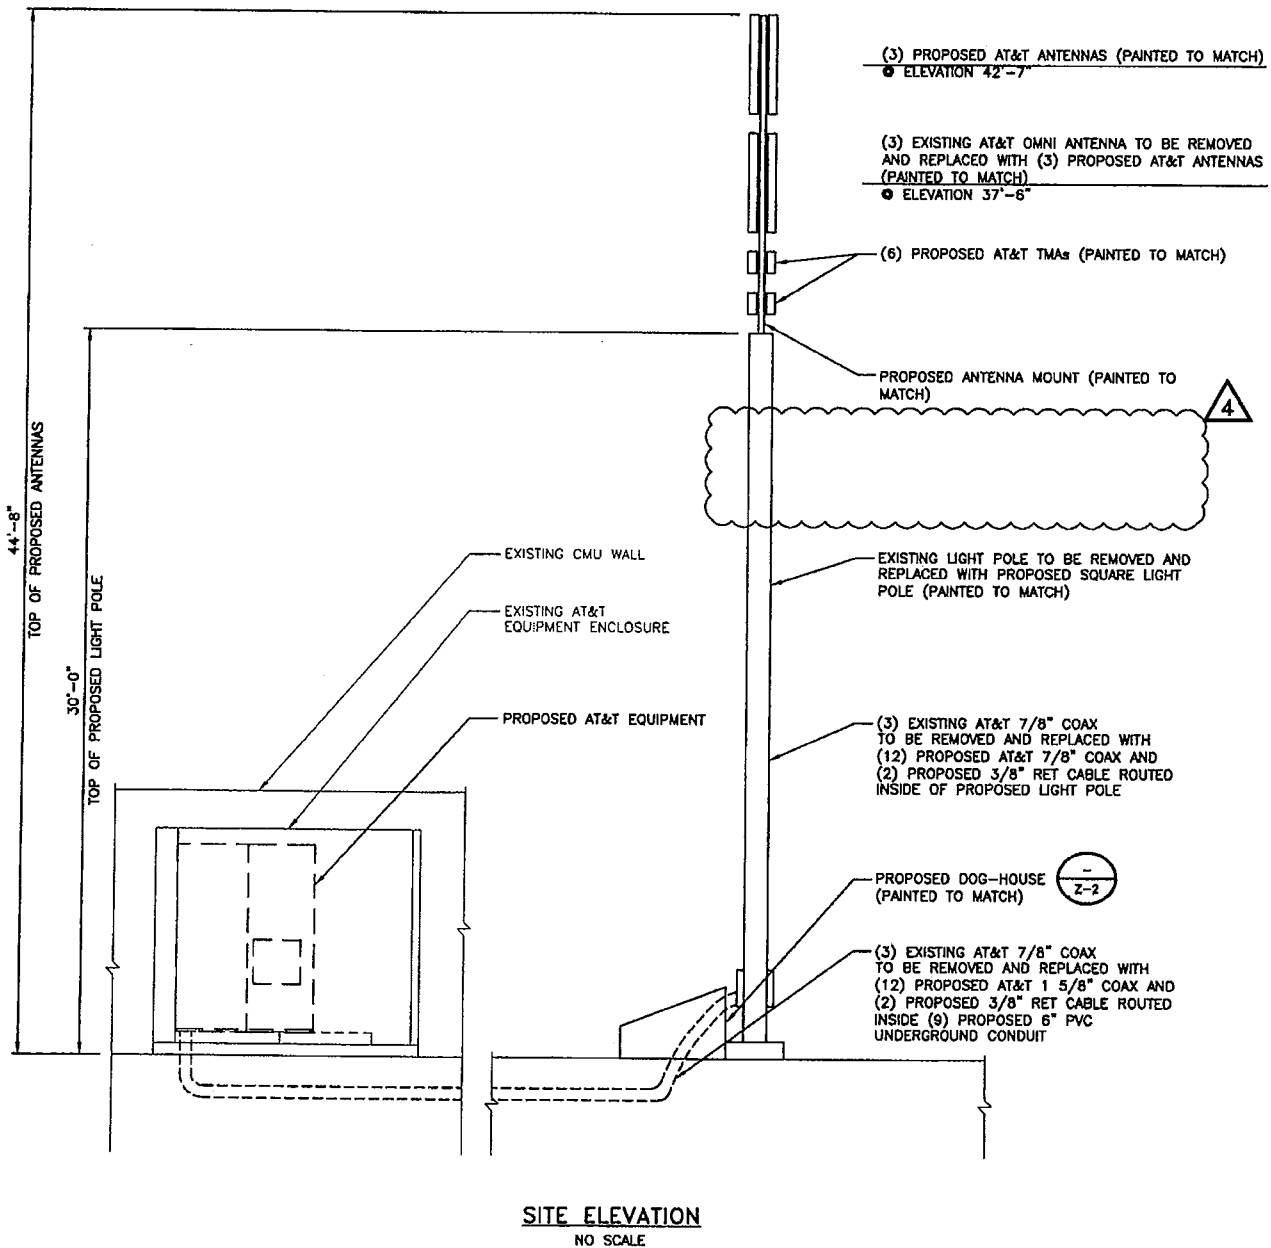 (3) PROPOSED AT&T ANTENNAS (PAINTED TO MATCH)
@ ELEVATION 42'-7"
(3) EXISTING AT&T OMNI ANTENNA TO BE REMOVED
AND REPLACED WITH (3) PROPOSED AT&T ANTENNAS
(PAINTED TO MATCH)
@ ELEVATION 37'-6"
(6) PROPOSED AT&T TMAs (PAINTED TO MATCH)
PROPOSED ANTENNA MOUNT (PAINTED TO
MATCH)
4
44'-8"
TOP OF PROPOSED ANTENNAS
30'-0"
TOP OF PROPOSED LIGHT POLE
EXISTING CMU WALL
EXISTING AT&T
EQUIPMENT ENCLOSURE
PROPOSED AT&T EQUIPMENT
EXISTING LIGHT POLE TO BE REMOVED AND
REPLACED WITH PROPOSED SQUARE LIGHT
POLE (PAINTED TO MATCH)
(3) EXISTING AT&T 7/8" COAX
TO BE REMOVED AND REPLACED WITH
(12) PROPOSED AT&T 7/8" COAX AND
(2) PROPOSED 3/8" RET CABLE ROUTED
INSIDE OF PROPOSED LIGHT POLE
PROPOSED DOG-HOUSE
(PAINTED TO MATCH)
-
Z-2
(3) EXISTING AT&T 7/8" COAX
TO BE REMOVED AND REPLACED WITH
(12) PROPOSED AT&T 1 5/8" COAX AND
(2) PROPOSED 3/8" RET CABLE ROUTED
INSIDE (9) PROPOSED 6" PVC
UNDERGROUND CONDUIT
SITE ELEVATION
NO SCALE